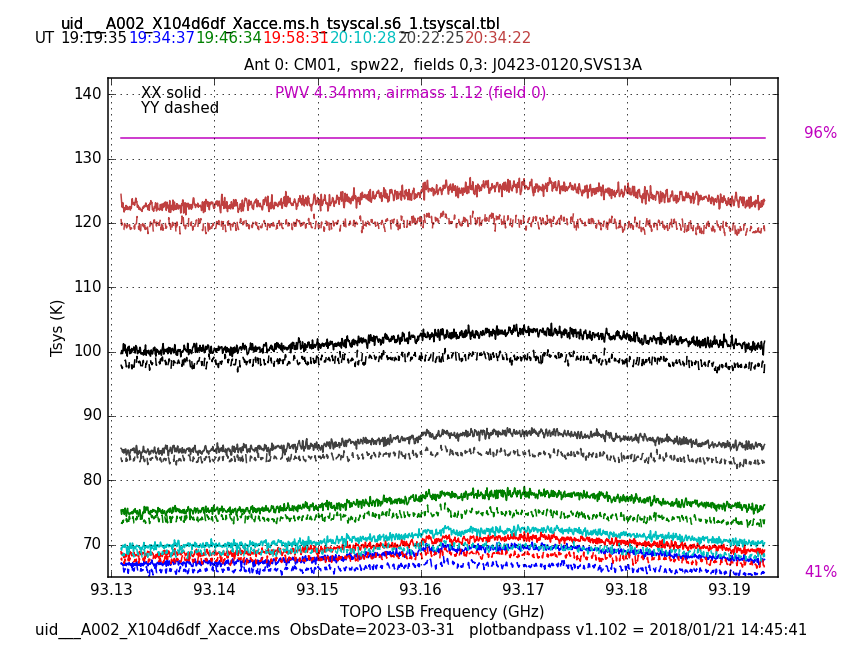 uid___A002_X104d6df_Xacce.ms.h_tsyscal.s6_1.tsyscal.tbl
UT 19:19:35 19:34:37 19:46:34 19:58:31 20:10:28 20:22:25 20:34:22
Ant 0: CM01,  spw22,  fields 0,3: J0423-0120,SVS13A
XX solid
YY dashed
PWV 4.34mm, airmass 1.12 (field 0)
140
130
120
110
100
90
80
70
Tsys (K)
96%
41%
93.13 93.14 93.15 93.16 93.17 93.18 93.19
TOPO LSB Frequency (GHz)
uid___A002_X104d6df_Xacce.ms  ObsDate=2023-03-31   plotbandpass v1.102 = 2018/01/21 14:45:41